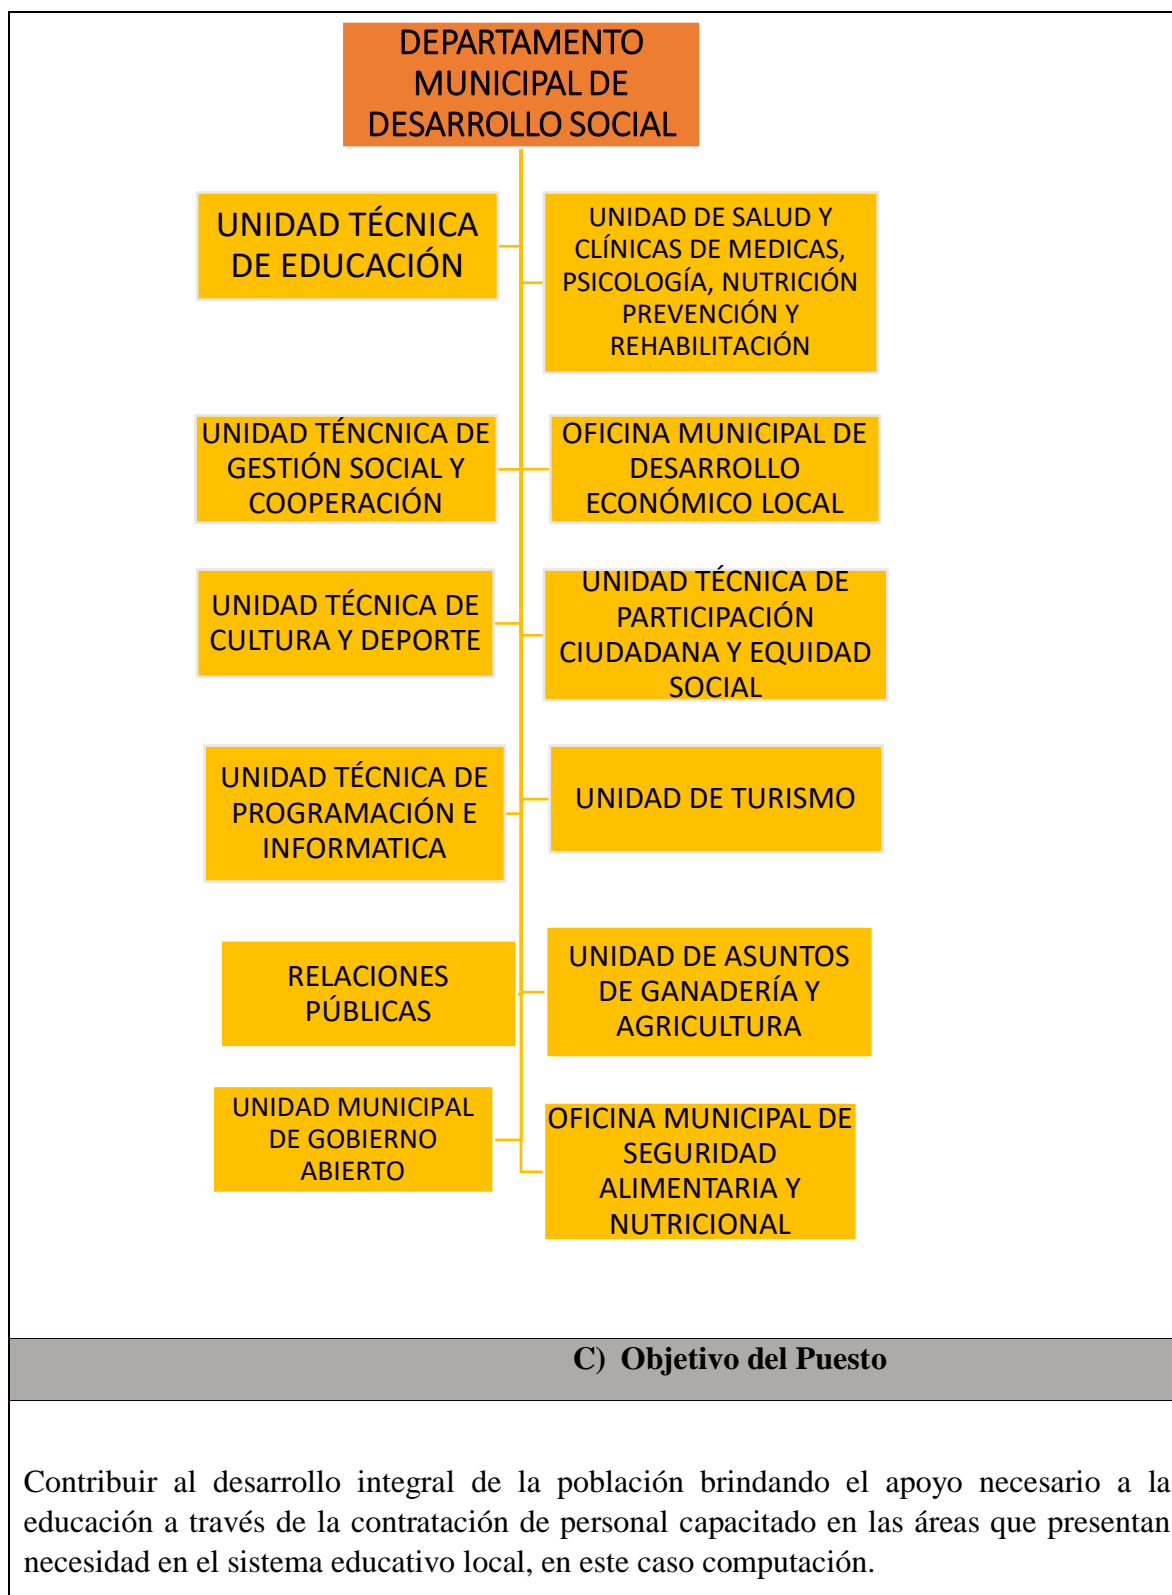 DEPARTAMENTO
MUNICIPAL DE
DESARROLLO SOCIAL
UNIDAD TÉCNICA
DE EDUCACIÓN
UNIDAD DE SALUD Y
CLÍNICAS DE MEDICAS,
PSICOLOGÍA, NUTRICIÓN
PREVENCIÓN Y
REHABILITACIÓN
UNIDAD TÉNCNICA DE
GESTIÓN SOCIAL Y
COOPERACIÓN
OFICINA MUNICIPAL DE
DESARROLLO
ECONÓMICO LOCAL
UNIDAD TÉCNICA DE
CULTURA Y DEPORTE
UNIDAD TÉCNICA DE
PARTICIPACIÓN
CIUDADANA Y EQUIDAD
SOCIAL
UNIDAD TÉCNICA DE
PROGRAMACIÓN E
INFORMATICA
UNIDAD DE TURISMO
RELACIONES
PÚBLICAS
UNIDAD DE ASUNTOS
DE GANADERÍA Y
AGRICULTURA
UNIDAD MUNICIPAL
DE GOBIERNO
ABIERTO
OFICINA MUNICIPAL DE
SEGURIDAD
ALIMENTARIA Y
NUTRICIONAL
C) Objetivo del Puesto
Contribuir al desarrollo integral de la población brindando el apoyo necesario a la
educación a través de la contratación de personal capacitado en las áreas que presentan
necesidad en el sistema educativo local, en este caso computación.